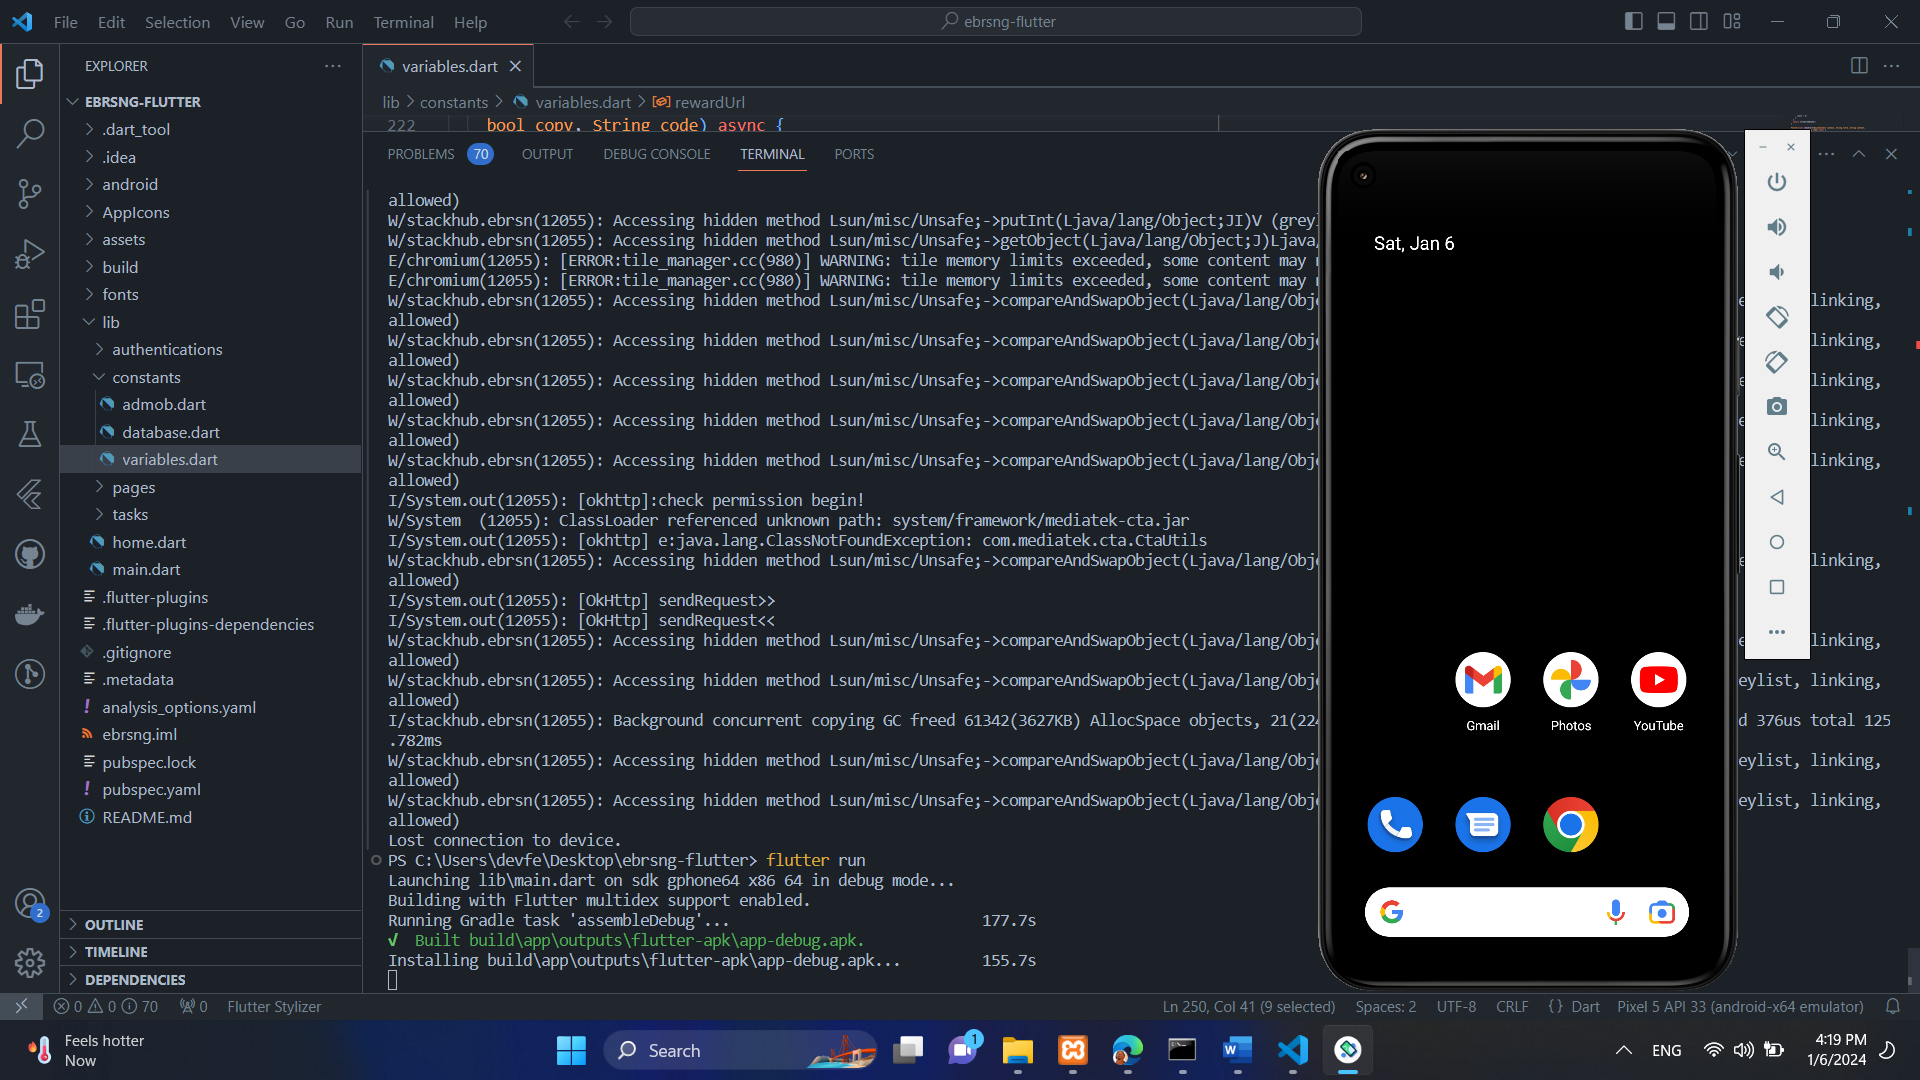 File Edit Selection View Go Run Terminal Help
ebrsng-flutter
EXPLORER
EBRSNG-FLUTTER
.dart_tool
.idea
android
AppIcons
assets
build
fonts
lib
authentications
constants
admob.dart
database.dart
variables.dart
pages
tasks
home.dart
main.dart
.flutter-plugins
.flutter-plugins-dependencies
.gitignore
.metadata
analysis_options.yaml
ebrsng.iml
pubspec.lock
pubspec.yaml
README.md
OUTLINE
TIMELINE
DEPENDENCIES
2
variables.dart
lib > constants > variables.dart > rewardUrl
222 bool copy, String code) async {
PROBLEMS 70 OUTPUT DEBUG CONSOLE TERMINAL PORTS
allowed)
W/stackhub.ebrsn(12055): Accessing hidden method Lsun/misc/Unsafe;->putInt(Ljava/lang/Object;JI)V (greyl
W/stackhub.ebrsn(12055): Accessing hidden method Lsun/misc/Unsafe;->getObject(Ljava/lang/Object;J)Ljava/
E/chromium(12055): [ERROR:tile_manager.cc(980)] WARNING: tile memory limits exceeded, some content may
E/chromium(12055): [ERROR:tile_manager.cc(980)] WARNING: tile memory limits exceeded, some content may
W/stackhub.ebrsn(12055): Accessing hidden method Lsun/misc/Unsafe;->compareAndSwapObject(Ljava/lang/Obje linking,
allowed)
W/stackhub.ebrsn(12055): Accessing hidden method Lsun/misc/Unsafe;->compareAndSwapObject(Ljava/lang/Obje linking,
allowed)
W/stackhub.ebrsn(12055): Accessing hidden method Lsun/misc/Unsafe;->compareAndSwapObject(Ljava/lang/Obje linking,
allowed)
W/stackhub.ebrsn(12055): Accessing hidden method Lsun/misc/Unsafe;->compareAndSwapObject(Ljava/lang/Obje linking,
allowed)
W/stackhub.ebrsn(12055): Accessing hidden method Lsun/misc/Unsafe;->compareAndSwapObject(Ljava/lang/Obje linking,
allowed)
I/System.out(12055): [okhttp]:check permission begin!
W/System  (12055): ClassLoader referenced unknown path: system/framework/mediatek-cta.jar
I/System.out(12055): [okhttp] e:java.lang.ClassNotFoundException: com.mediatek.cta.CtaUtils
W/stackhub.ebrsn(12055): Accessing hidden method Lsun/misc/Unsafe;->compareAndSwapObject(Ljava/lang/Obje linking,
allowed)
I/System.out(12055): [OkHttp] sendRequest>>
I/System.out(12055): [OkHttp] sendRequest<<
W/stackhub.ebrsn(12055): Accessing hidden method Lsun/misc/Unsafe;->compareAndSwapObject(Ljava/lang/Obje linking,
allowed)
W/stackhub.ebrsn(12055): Accessing hidden method Lsun/misc/Unsafe;->compareAndSwapObject(Ljava/lang/Obje eylist, linking,
allowed)
I/stackhub.ebrsn(12055): Background concurrent copying GC freed 61342(3627KB) AllocSpace objects, 21(224 d 376us total 125
.782ms
W/stackhub.ebrsn(12055): Accessing hidden method Lsun/misc/Unsafe;->compareAndSwapObject(Ljava/lang/Obje eylist, linking,
allowed)
W/stackhub.ebrsn(12055): Accessing hidden method Lsun/misc/Unsafe;->compareAndSwapObject(Ljava/lang/Obje eylist, linking,
allowed)
Lost connection to device.
PS C:\Users\devfe\Desktop\ebrsng-flutter> flutter run
Launching lib\main.dart on sdk gphone64 x86 64 in debug mode...
Building with Flutter multidex support enabled.
Running Gradle task 'assembleDebug'... 177.7s
√ Built build\app\outputs\flutter-apk\app-debug.apk.
Installing build\app\outputs\flutter-apk\app-debug.apk... 155.7s
Sat, Jan 6
Gmail Photos YouTube
0 0 70 0 Flutter Stylizer
Ln 250, Col 41 (9 selected) Spaces: 2 UTF-8 CRLF {} Dart Pixel 5 API 33 (android-x64 emulator)
Feels hotter
Now
Search
1
ENG
4:19 PM
1/6/2024